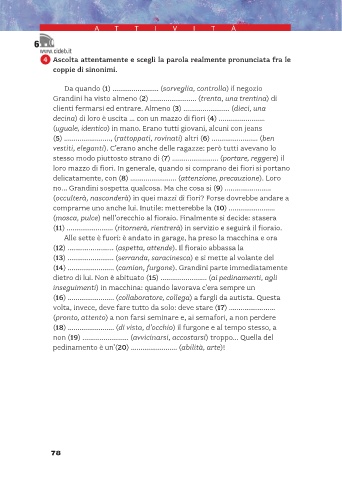 ATTIVITÀ
6
www.cideb.it
4 Ascolta attentamente e scegli la parola realmente pronunciata fra le
coppie di sinonimi.
Da quando (1) ........................ (sorveglia, controlla) il negozio
Grandini ha visto almeno (2) ........................ (trenta, una trentina) di
clienti fermarsi ed entrare. Almeno (3) ........................ (dieci, una
decina) di loro è uscita ... con un mazzo di fiori (4) ........................
(uguale, identico) in mano. Erano tutti giovani, alcuni con jeans
(5) ........................, (rattoppati, rovinati) altri (6) ........................ (ben
vestiti, eleganti). C'erano anche delle ragazze: però tutti avevano lo
stesso modo piuttosto strano di (7) ........................ (portare, reggere) il
loro mazzo di fiori. In generale, quando si comprano dei fiori si portano
delicatamente, con (8) ........................ (attenzione, precauzione). Loro
no... Grandini sospetta qualcosa. Ma che cosa si (9) ........................
(occulterà, nasconderà) in quei mazzi di fiori? Forse dovrebbe andare a
comprarne uno anche lui. Inutile: metterebbe la (10) ........................
(mosca, pulce) nell'orecchio al fioraio. Finalmente si decide: stasera
(11) ........................ (ritornerà, rientrerà) in servizio e seguirà il fioraio.
Alle sette è fuori: è andato in garage, ha preso la macchina e ora
(12) ........................ (aspetta, attende). Il fioraio abbassa la
(13) ........................ (serranda, saracinesca) e si mette al volante del
(14) ........................ (camion, furgone). Grandini parte immediatamente
dietro di lui. Non è abituato (15) ........................ (ai pedinamenti, agli
inseguimenti) in macchina: quando lavorava c'era sempre un
(16) ........................ (collaboratore, collega) a fargli da autista. Questa
volta, invece, deve fare tutto da solo: deve stare (17) ........................
(pronto, attento) a non farsi seminare e, ai semafori, a non perdere
(18) ........................ (di vista, d'occhio) il furgone e al tempo stesso, a
non (19) ........................ (avvicinarsi, accostarsi) troppo... Quella del
pedinamento è un'(20) ........................ (abilità, arte)!
78